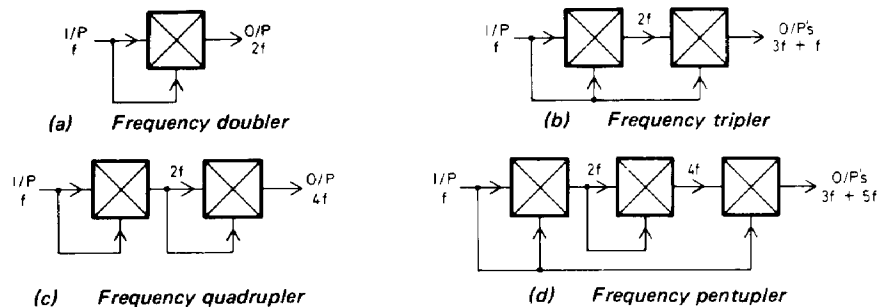 I/P
f
O/P
2f
(a) Frequency doubler
I/P
f
2f
O/P's
3f + f
(b) Frequency tripler
I/P
f
2f
O/P
4f
(c) Frequency quadrupler
I/P
f
2f
4f
O/P's
3f + 5f
(d) Frequency pentupler